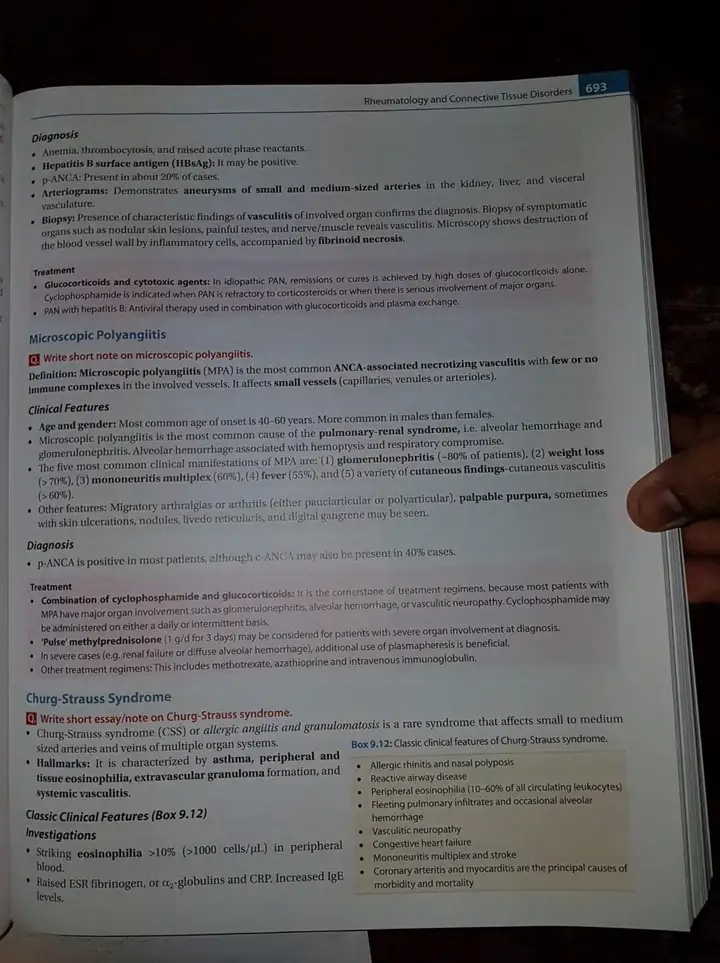 Rheumatology and Connective Tissue Disorders 693
Diagnosis
• Anemia, thrombocytosis, and raised acute phase reactants.
• Hepatitis B surface antigen (HBsAg): It may be positive.
• p-ANCA: Present in about 20% of cases.
• Arteriograms: Demonstrates aneurysms of small and medium-sized arteries in the kidney, liver, and visceral
vasculature.
• Biopsy: Presence of characteristic findings of vasculitis of involved organ confirms the diagnosis. Biopsy of symptomatic
organs such as nodular skin lesions, painful testes, and nerve/muscle reveals vasculitis. Microscopy shows destruction of
the blood vessel wall by inflammatory cells, accompanied by fibrinoid necrosis.
Treatment
• Glucocorticoids and cytotoxic agents: In idiopathic PAN, remissions or cures is achieved by high doses of glucocorticoids alone.
Cyclophosphamide is indicated when PAN is refractory to corticosteroids or when there is serious involvement of major organs.
• PAN with hepatitis B: Antiviral therapy used in combination with glucocorticoids and plasma exchange.
Microscopic Polyangiitis
Q. Write short note on microscopic polyangiitis.
Definition: Microscopic polyangiitis (MPA) is the most common ANCA-associated necrotizing vasculitis with few or no
immune complexes in the involved vessels. It affects small vessels (capillaries, venules or arterioles).
Clinical Features
• Age and gender: Most common age of onset is 40–60 years. More common in males than females.
• Microscopic polyangiitis is the most common cause of the pulmonary-renal syndrome, i.e. alveolar hemorrhage and
glomerulonephritis. Alveolar hemorrhage associated with hemoptysis and respiratory compromise.
• The five most common clinical manifestations of MPA are: (1) glomerulonephritis (~80% of patients), (2) weight loss
(>70%), (3) mononeuritis multiplex (60%), (4) fever (55%), and (5) a variety of cutaneous findings-cutaneous vasculitis
(>60%).
• Other features: Migratory arthralgias or arthritis (either pauciarticular or polyarticular), palpable purpura, sometimes
with skin ulcerations, nodules, livedo reticularis, and digital gangrene may be seen.
Diagnosis
• p-ANCA is positive in most patients, although c-ANCA may also be present in 40% cases.
Treatment
• Combination of cyclophosphamide and glucocorticoids: It is the cornerstone of treatment regimens, because most patients with
MPA have major organ involvement such as glomerulonephritis, alveolar hemorrhage, or vasculitic neuropathy. Cyclophosphamide may
be administered on either a daily or intermittent basis.
• 'Pulse' methylprednisolone (1 g/d for 3 days) may be considered for patients with severe organ involvement at diagnosis.
• In severe cases (e.g. renal failure or diffuse alveolar hemorrhage), additional use of plasmapheresis is beneficial.
• Other treatment regimens: This includes methotrexate, azathioprine and intravenous immunoglobulin.
Churg-Strauss Syndrome
Q. Write short essay/note on Churg-Strauss syndrome.
• Churg-Strauss syndrome (CSS) or allergic angiitis and granulomatosis is a rare syndrome that affects small to medium
sized arteries and veins of multiple organ systems.
• Hallmarks: It is characterized by asthma, peripheral and
tissue eosinophilia, extravascular granuloma formation, and
systemic vasculitis.
Classic Clinical Features (Box 9.12)
Investigations
• Striking eosinophilia >10% (>1000 cells/μL) in peripheral
blood.
• Raised ESR fibrinogen, or α₂-globulins and CRP. Increased IgE
levels.
Box 9.12: Classic clinical features of Churg-Strauss syndrome.
• Allergic rhinitis and nasal polyposis
• Reactive airway disease
• Peripheral eosinophilia (10–60% of all circulating leukocytes)
• Fleeting pulmonary infiltrates and occasional alveolar
hemorrhage
• Vasculitic neuropathy
• Congestive heart failure
• Mononeuritis multiplex and stroke
• Coronary arteritis and myocarditis are the principal causes of
morbidity and mortality